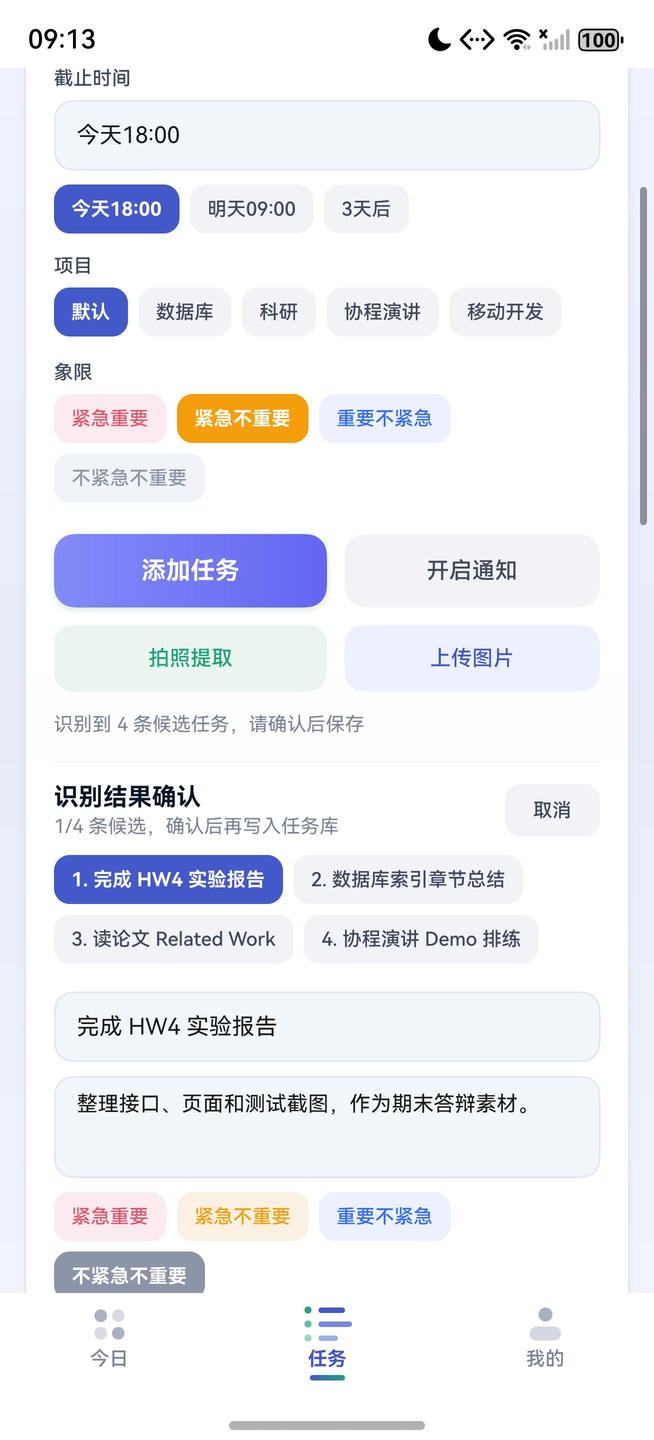 09:13
100
截止时间
今天18:00
今天18:00 明天09:00 3天后
项目
默认 数据库 科研 协程演讲 移动开发
象限
紧急重要 紧急不重要 重要不紧急
不紧急不重要
添加任务 开启通知
拍照提取 上传图片
识别到 4 条候选任务，请确认后保存
识别结果确认
取消
1/4 条候选，确认后再写入任务库
1. 完成 HW4 实验报告 2. 数据库索引章节总结
3. 读论文 Related Work 4. 协程演讲 Demo 排练
完成 HW4 实验报告
整理接口、页面和测试截图，作为期末答辩素材。
紧急重要 紧急不重要 重要不紧急
不紧急不重要
今日 任务 我的